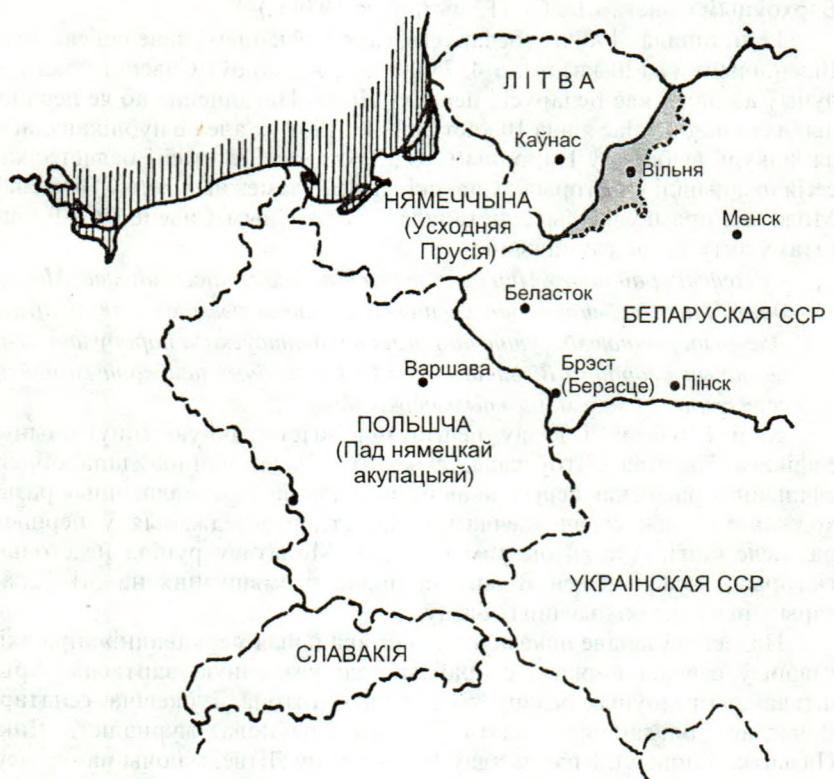 ЛІТВА
Каўнас
Вільня
НЯМЕЧЧЫНА
(Усходняя
Прусія)
Менск
Беласток
БЕЛАРУСКАЯ ССР
Варшава
Брэст
(Берасце)
Пінск
ПОЛЬШЧА
(Пад нямецкай
акупацыяй)
УКРАІНСКАЯ ССР
СЛАВАКІЯ